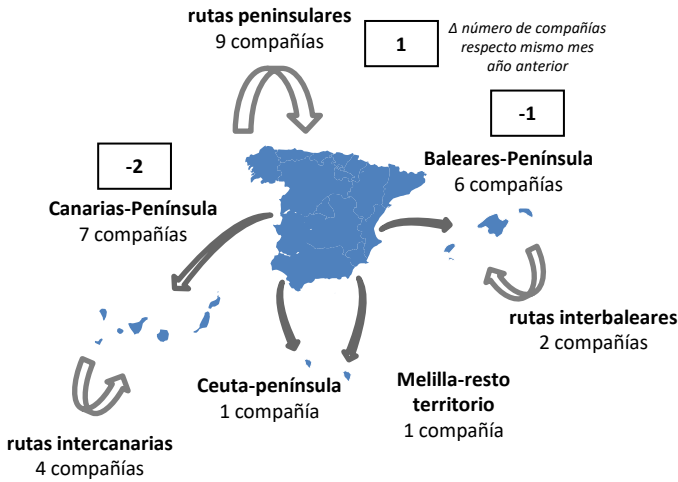 rutas peninsulares
9 compañías
1
Δ número de compañías
respecto mismo mes
año anterior
-1
Baleares-Península
6 compañías
-2
Canarias-Península
7 compañías
rutas interbaleares
2 compañías
Ceuta-península
1 compañía
Melilla-resto
territorio
1 compañía
rutas intercanarias
4 compañías